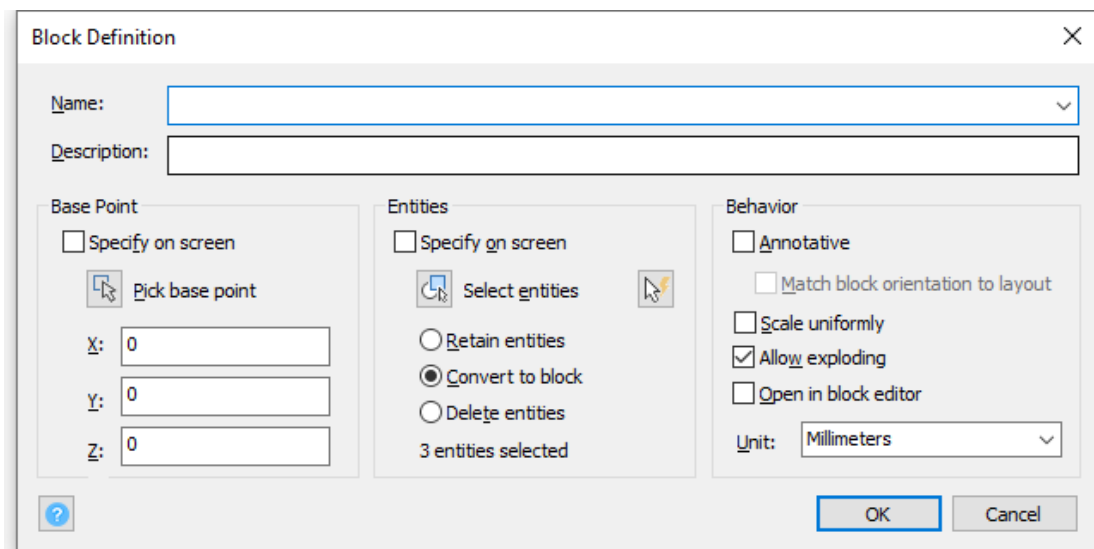 Block Definition
Name:
Description:
Base Point
Specify on screen
Pick base point
X: 0
Y: 0
Z: 0
Entities
Specify on screen
Select entities
Retain entities
Convert to block
Delete entities
3 entities selected
Behavior
Annotative
Match block orientation to layout
Scale uniformly
Allow exploding
Open in block editor
Unit: Millimeters
?
OK Cancel